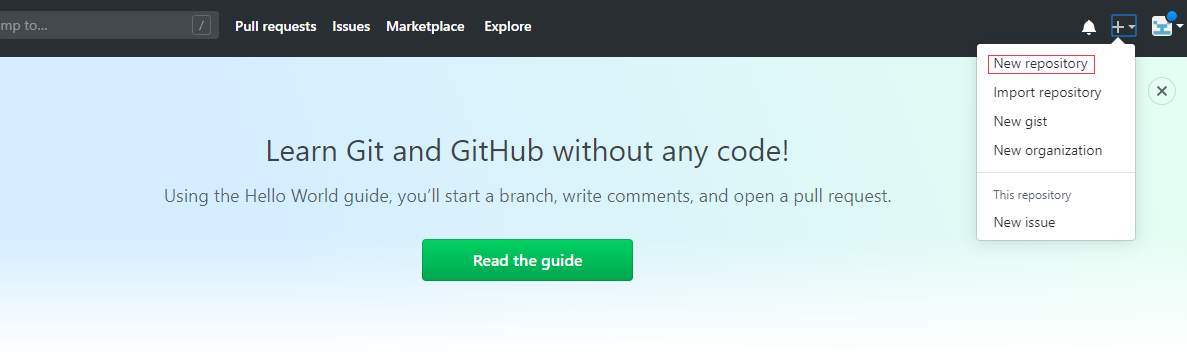 mp to... /
Pull requests Issues Marketplace Explore
New repository
Import repository
New gist
New organization
This repository
New issue
Learn Git and GitHub without any code!
Using the Hello World guide, you’ll start a branch, write comments, and open a pull request.
Read the guide